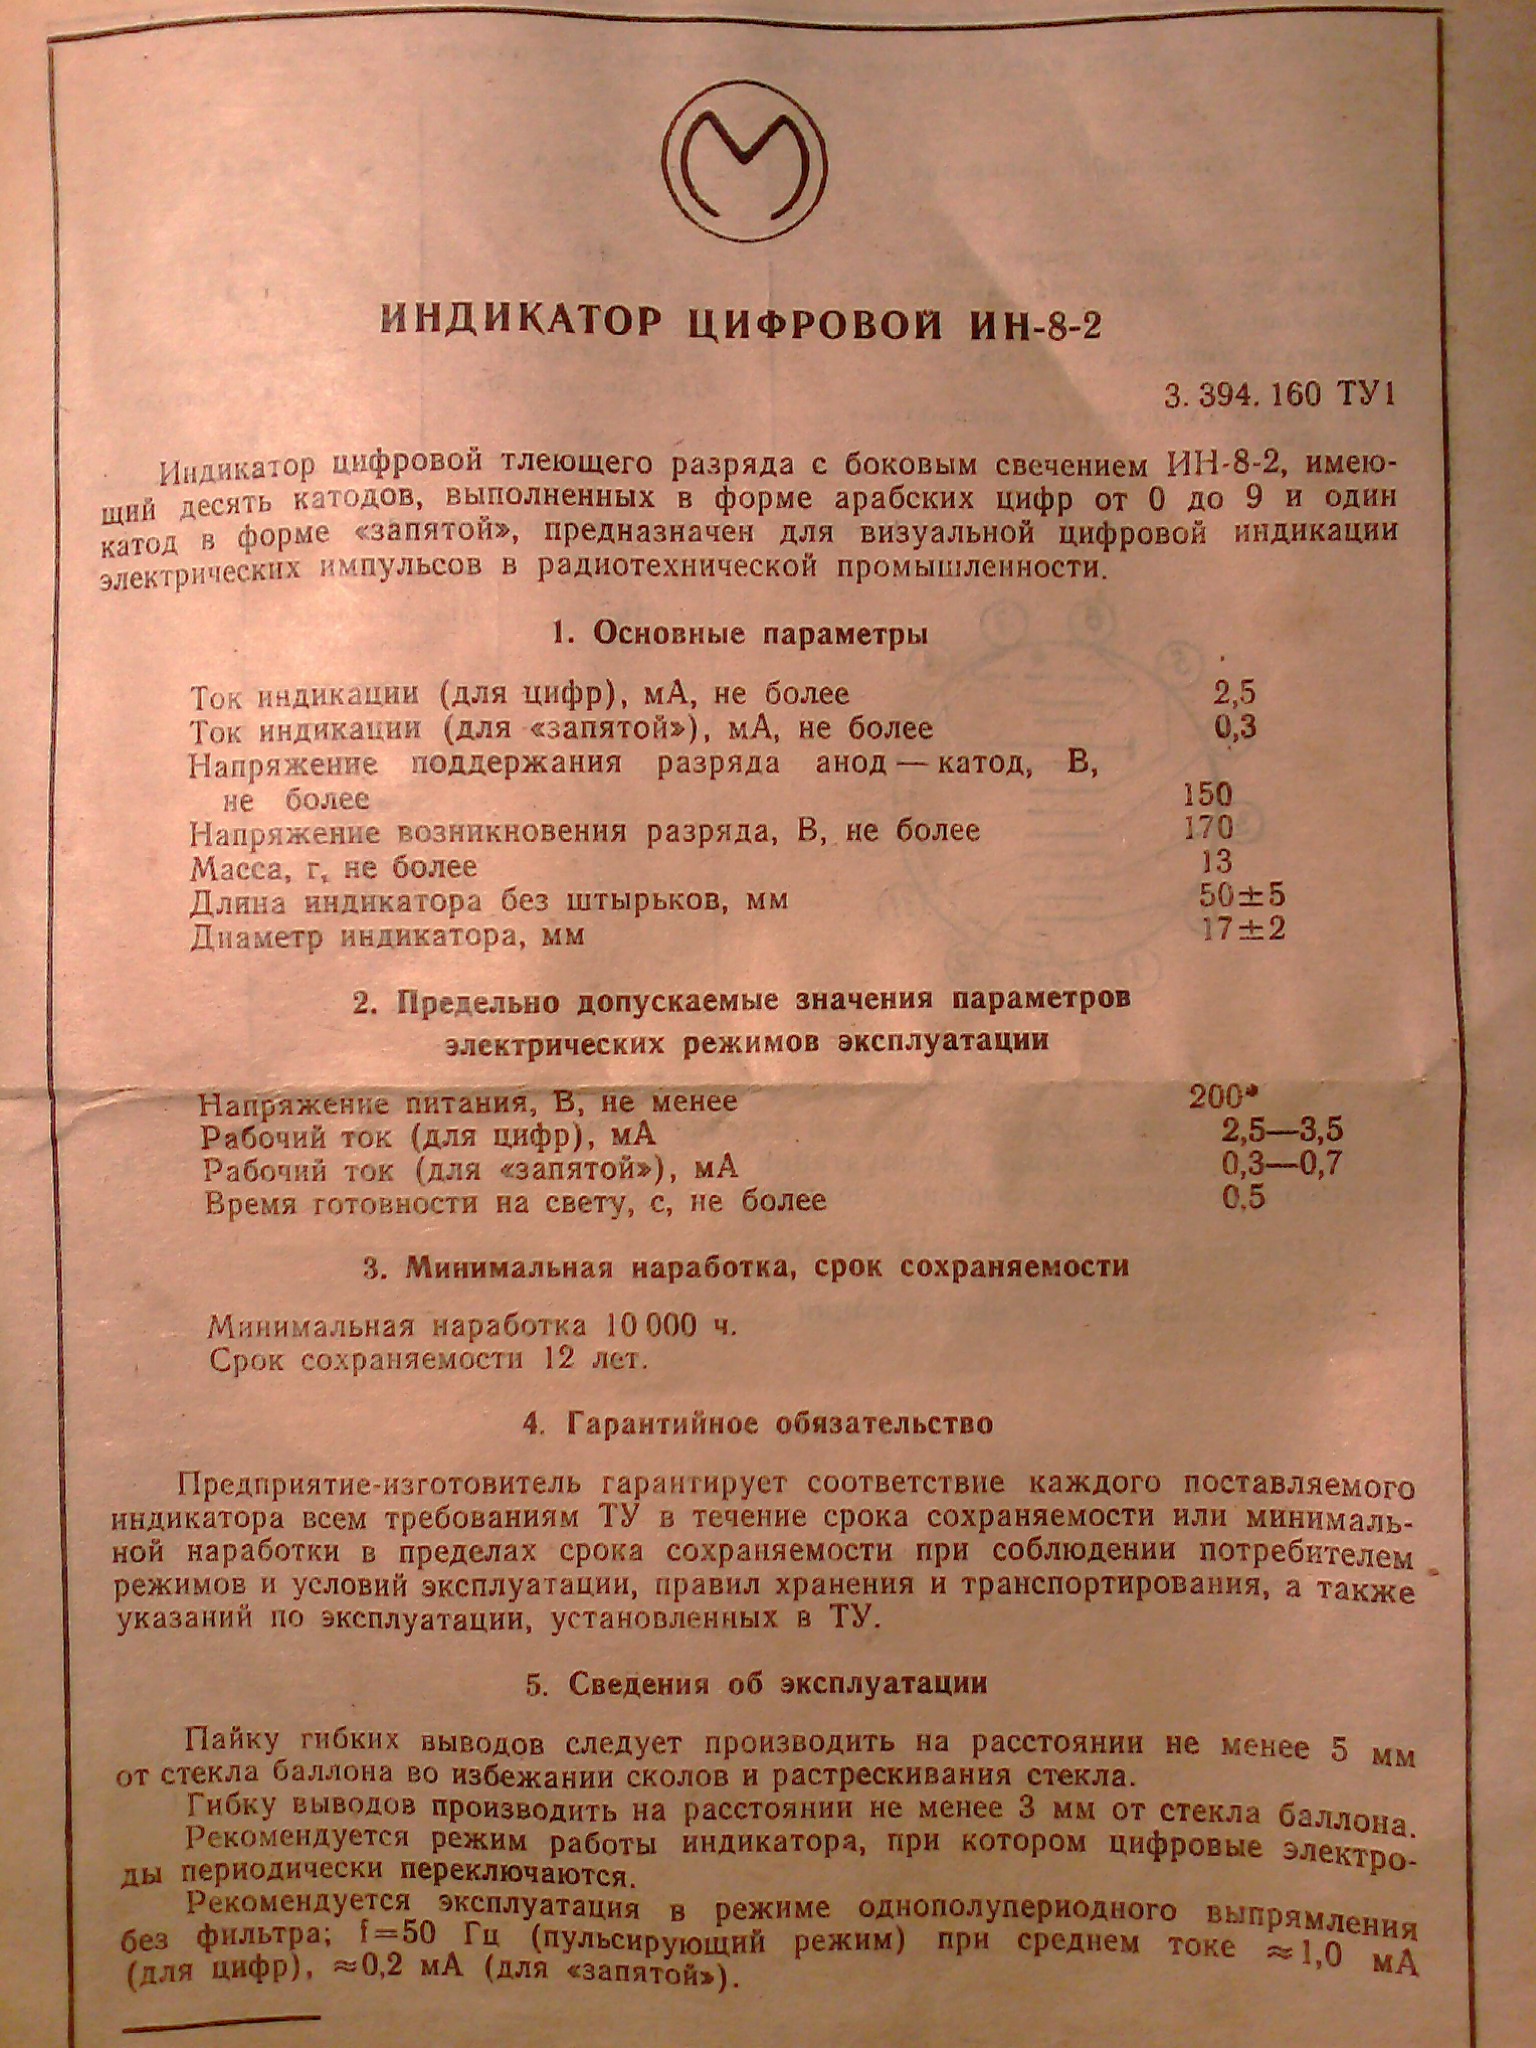 ИНДИКАТОР ЦИФРОВОЙ ИН-8-2
3. 394. 160 ТУ1
Индикатор цифровой тлеющего разряда с боковым свечением ИН-8-2, имею-
щий десять катодов, выполненных в форме арабских цифр от 0 до 9 и один
катод в форме «запятой», предназначен для визуальной цифровой индикации
электрических импульсов в радиотехнической промышленности.
1. Основные параметры
Ток индикации (для цифр), мА, не более 2,5
Ток индикации (для «запятой»), мА, не более 0,3
Напряжение поддержания разряда анод — катод, В,
не более 150
Напряжение возникновения разряда, В, не более 170
Масса, г, не более 13
Длина индикатора без штырьков, мм 50±5
Диаметр индикатора, мм 17±2
2. Предельно допускаемые значения параметров
электрических режимов эксплуатации
Напряжение питания, В, не менее 200*
Рабочий ток (для цифр), мА 2,5—3,5
Рабочий ток (для «запятой»), мА 0,3—0,7
Время готовности на свету, с, не более 0,5
3. Минимальная наработка, срок сохраняемости
Минимальная наработка 10 000 ч.
Срок сохраняемости 12 лет.
4. Гарантийное обязательство
Предприятие-изготовитель гарантирует соответствие каждого поставляемого
индикатора всем требованиям ТУ в течение срока сохраняемости или минималь-
ной наработки в пределах срока сохраняемости при соблюдении потребителем
режимов и условий эксплуатации, правил хранения и транспортирования, а также
указаний по эксплуатации, установленных в ТУ.
5. Сведения об эксплуатации
Пайку гибких выводов следует производить на расстоянии не менее 5 мм
от стекла баллона во избежании сколов и растрескивания стекла.
Гибку выводов производить на расстоянии не менее 3 мм от стекла баллона.
Рекомендуется режим работы индикатора, при котором цифровые электро-
ды периодически переключаются.
Рекомендуется эксплуатация в режиме однополупериодного выпрямления
без фильтра; f=50 Гц (пульсирующий режим) при среднем токе ≈1,0 мА
(для цифр), ≈0,2 мА (для «запятой»).